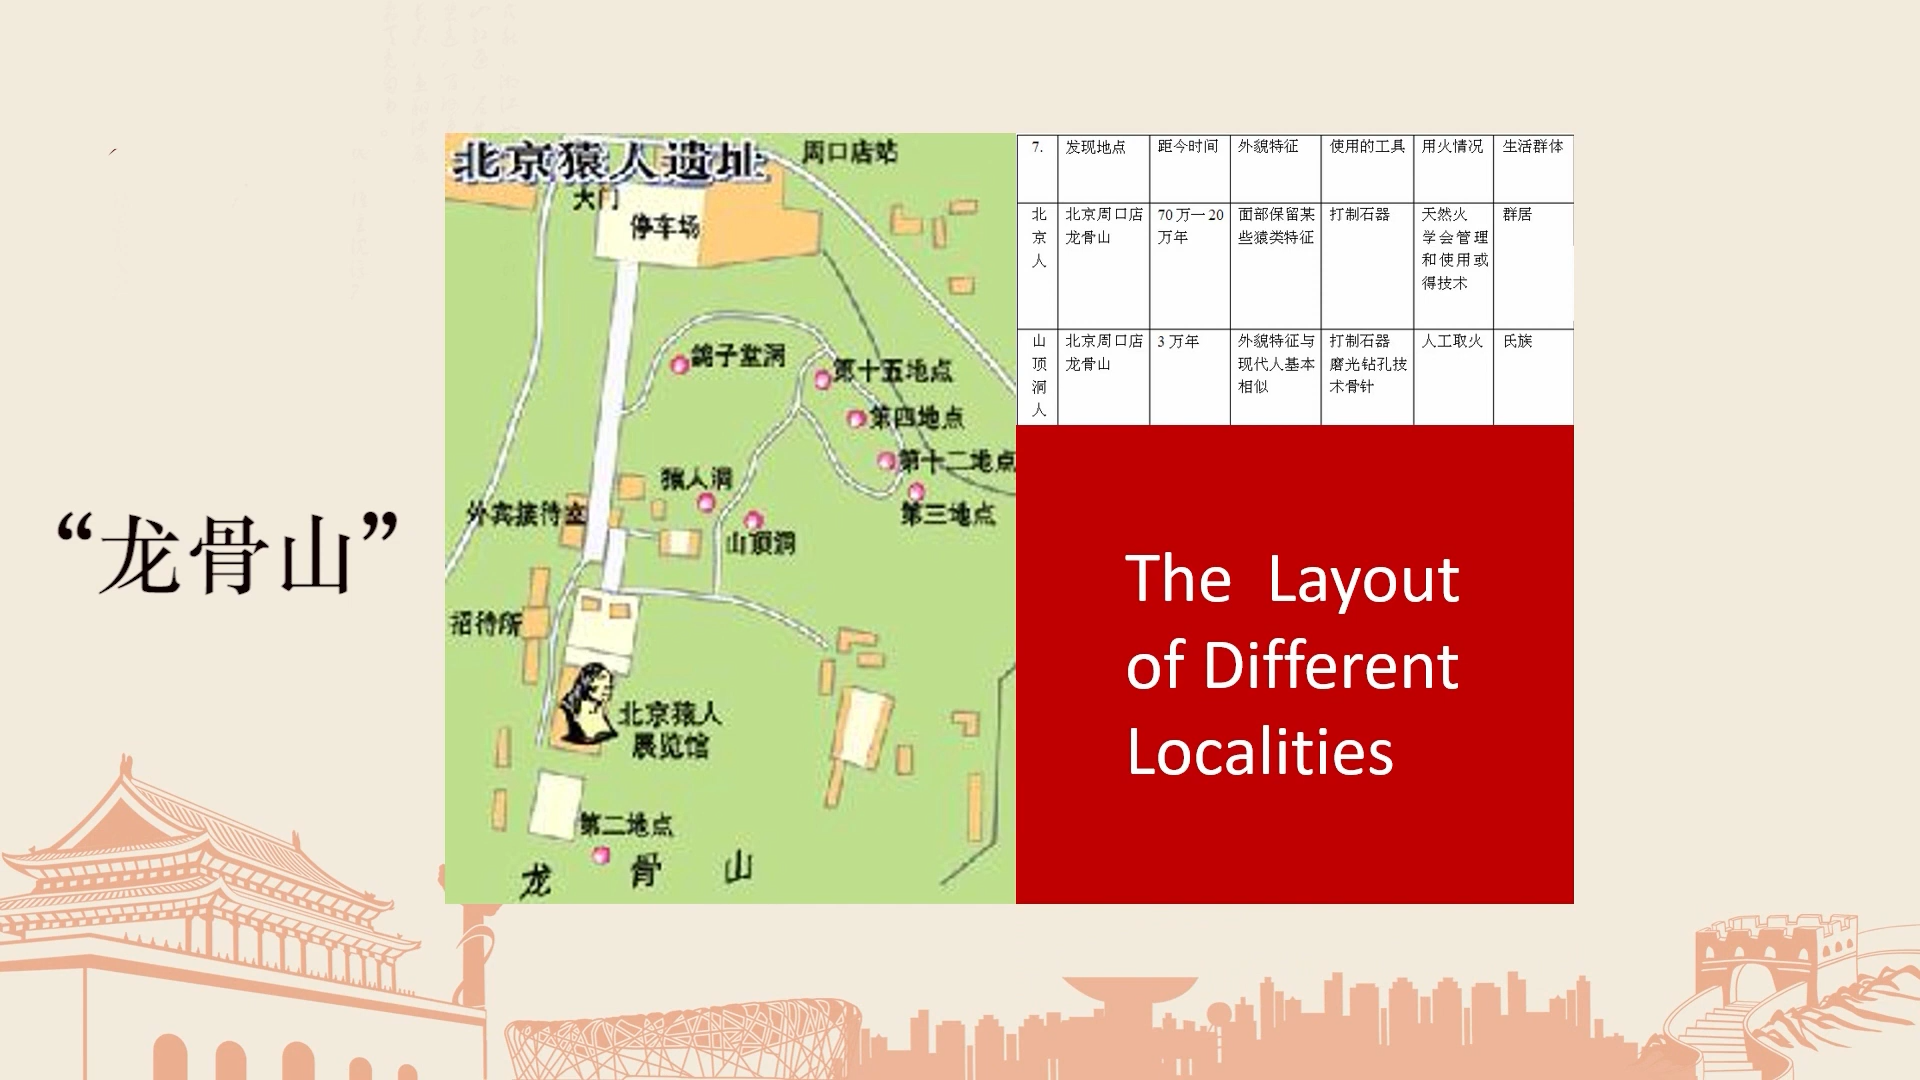 “龙骨山”
北京猿人遗址
周口店站
大门
停车场
鸽子堂洞
第十五地点
第四地点
第十二地点
第三地点
猿人洞
山顶洞
外宾接待室
招待所
北京猿人
展览馆
第二地点
龙 骨 山
7. 发现地点 距今时间 外貌特征 使用的工具 用火情况 生活群体
北京人
北京周口店
龙骨山
70万一20
万年
面部保留某
些猿类特征
打制石器
天然火
学会管理
和使用或
得技术
群居
山顶洞人
北京周口店
龙骨山
3万年
外貌特征与
现代人基本
相似
打制石器
磨光钻孔技
术骨针
人工取火
氏族
The Layout
of Different
Localities